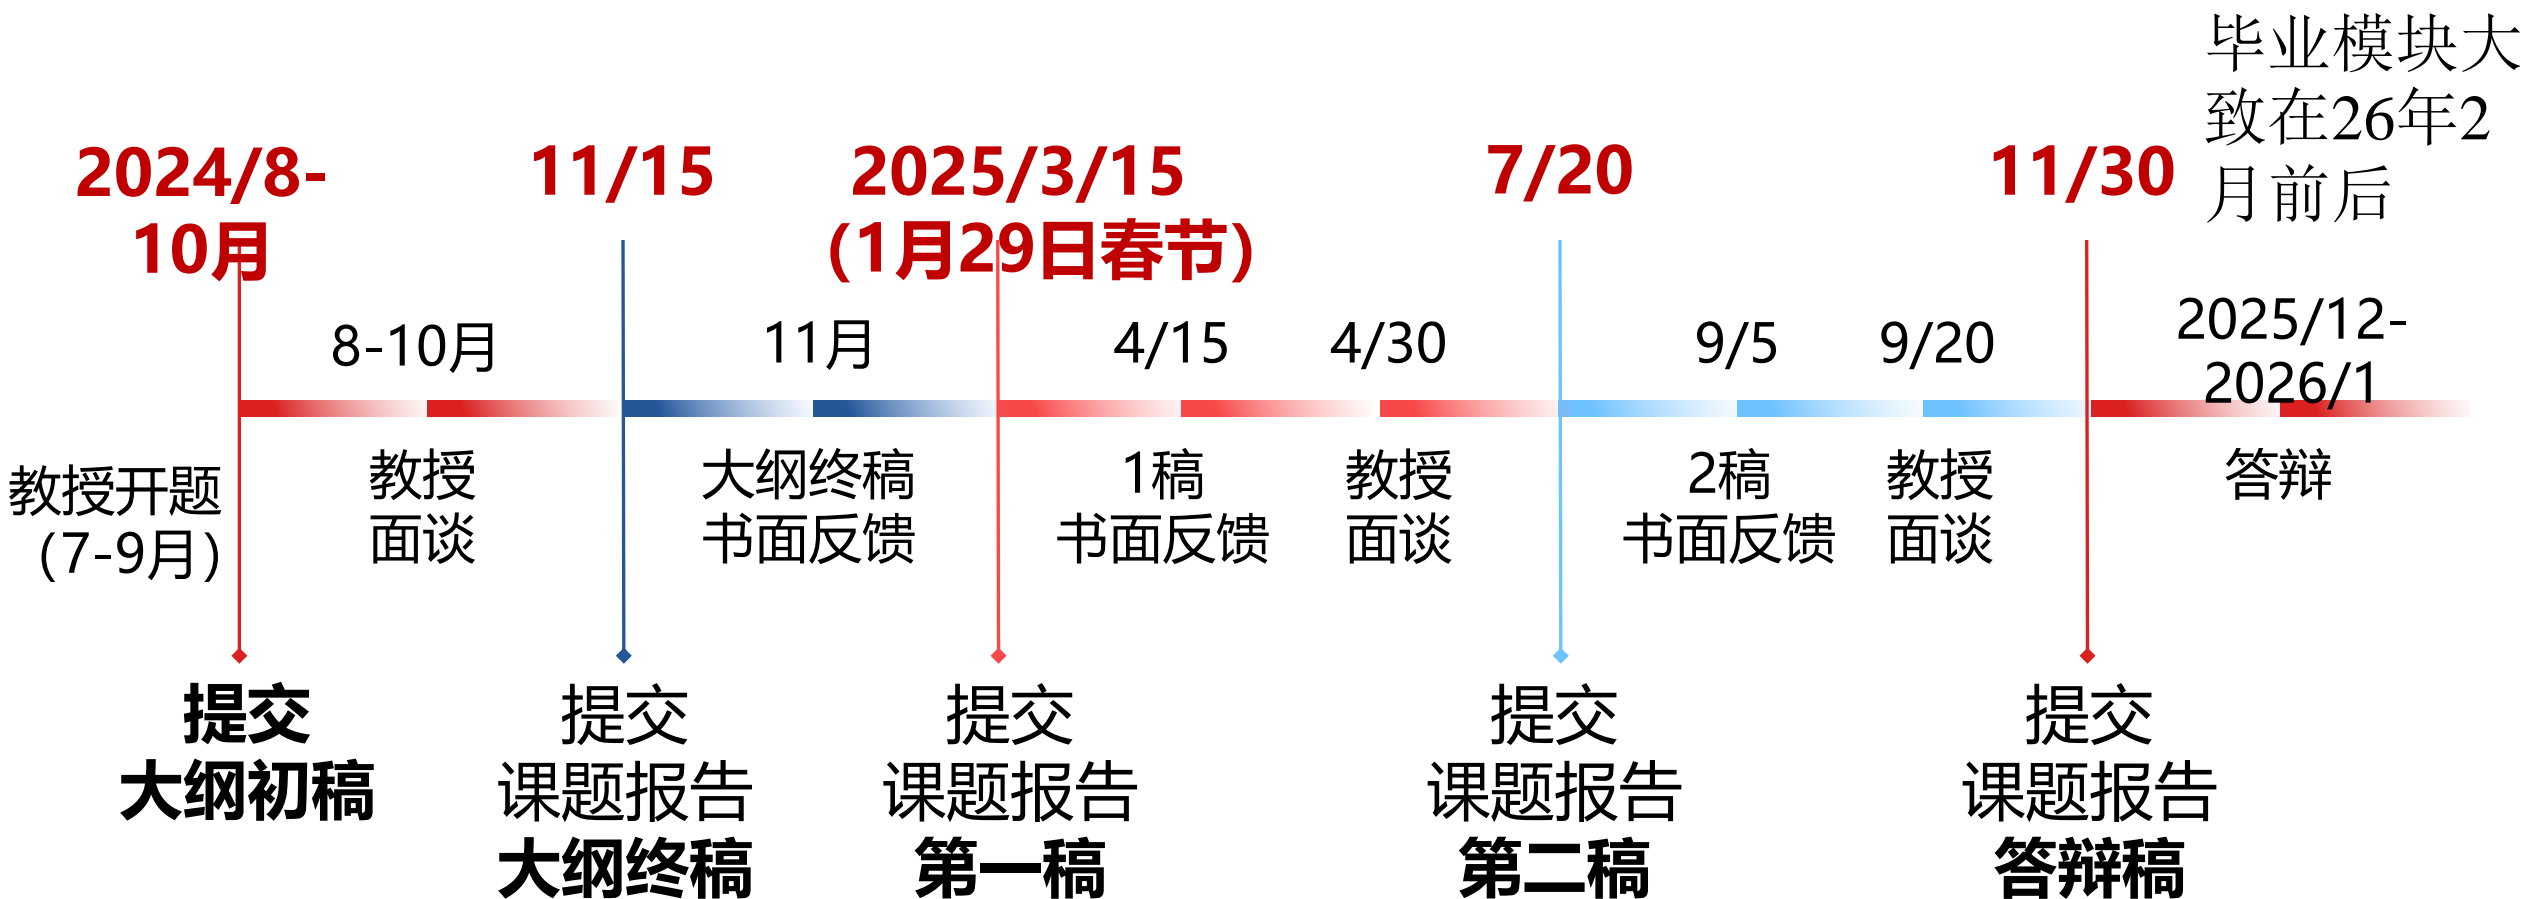 毕业模块大
致在26年2
月前后
2024/8-
10月
11/15
2025/3/15
(1月29日春节)
7/20
11/30
8-10月
11月
4/15
4/30
9/5
9/20
2025/12-
2026/1
教授开题
(7-9月)
教授
面谈
大纲终稿
书面反馈
1稿
书面反馈
教授
面谈
2稿
书面反馈
教授
面谈
答辩
提交
大纲初稿
提交
课题报告
大纲终稿
提交
课题报告
第一稿
提交
课题报告
第二稿
提交
课题报告
答辩稿